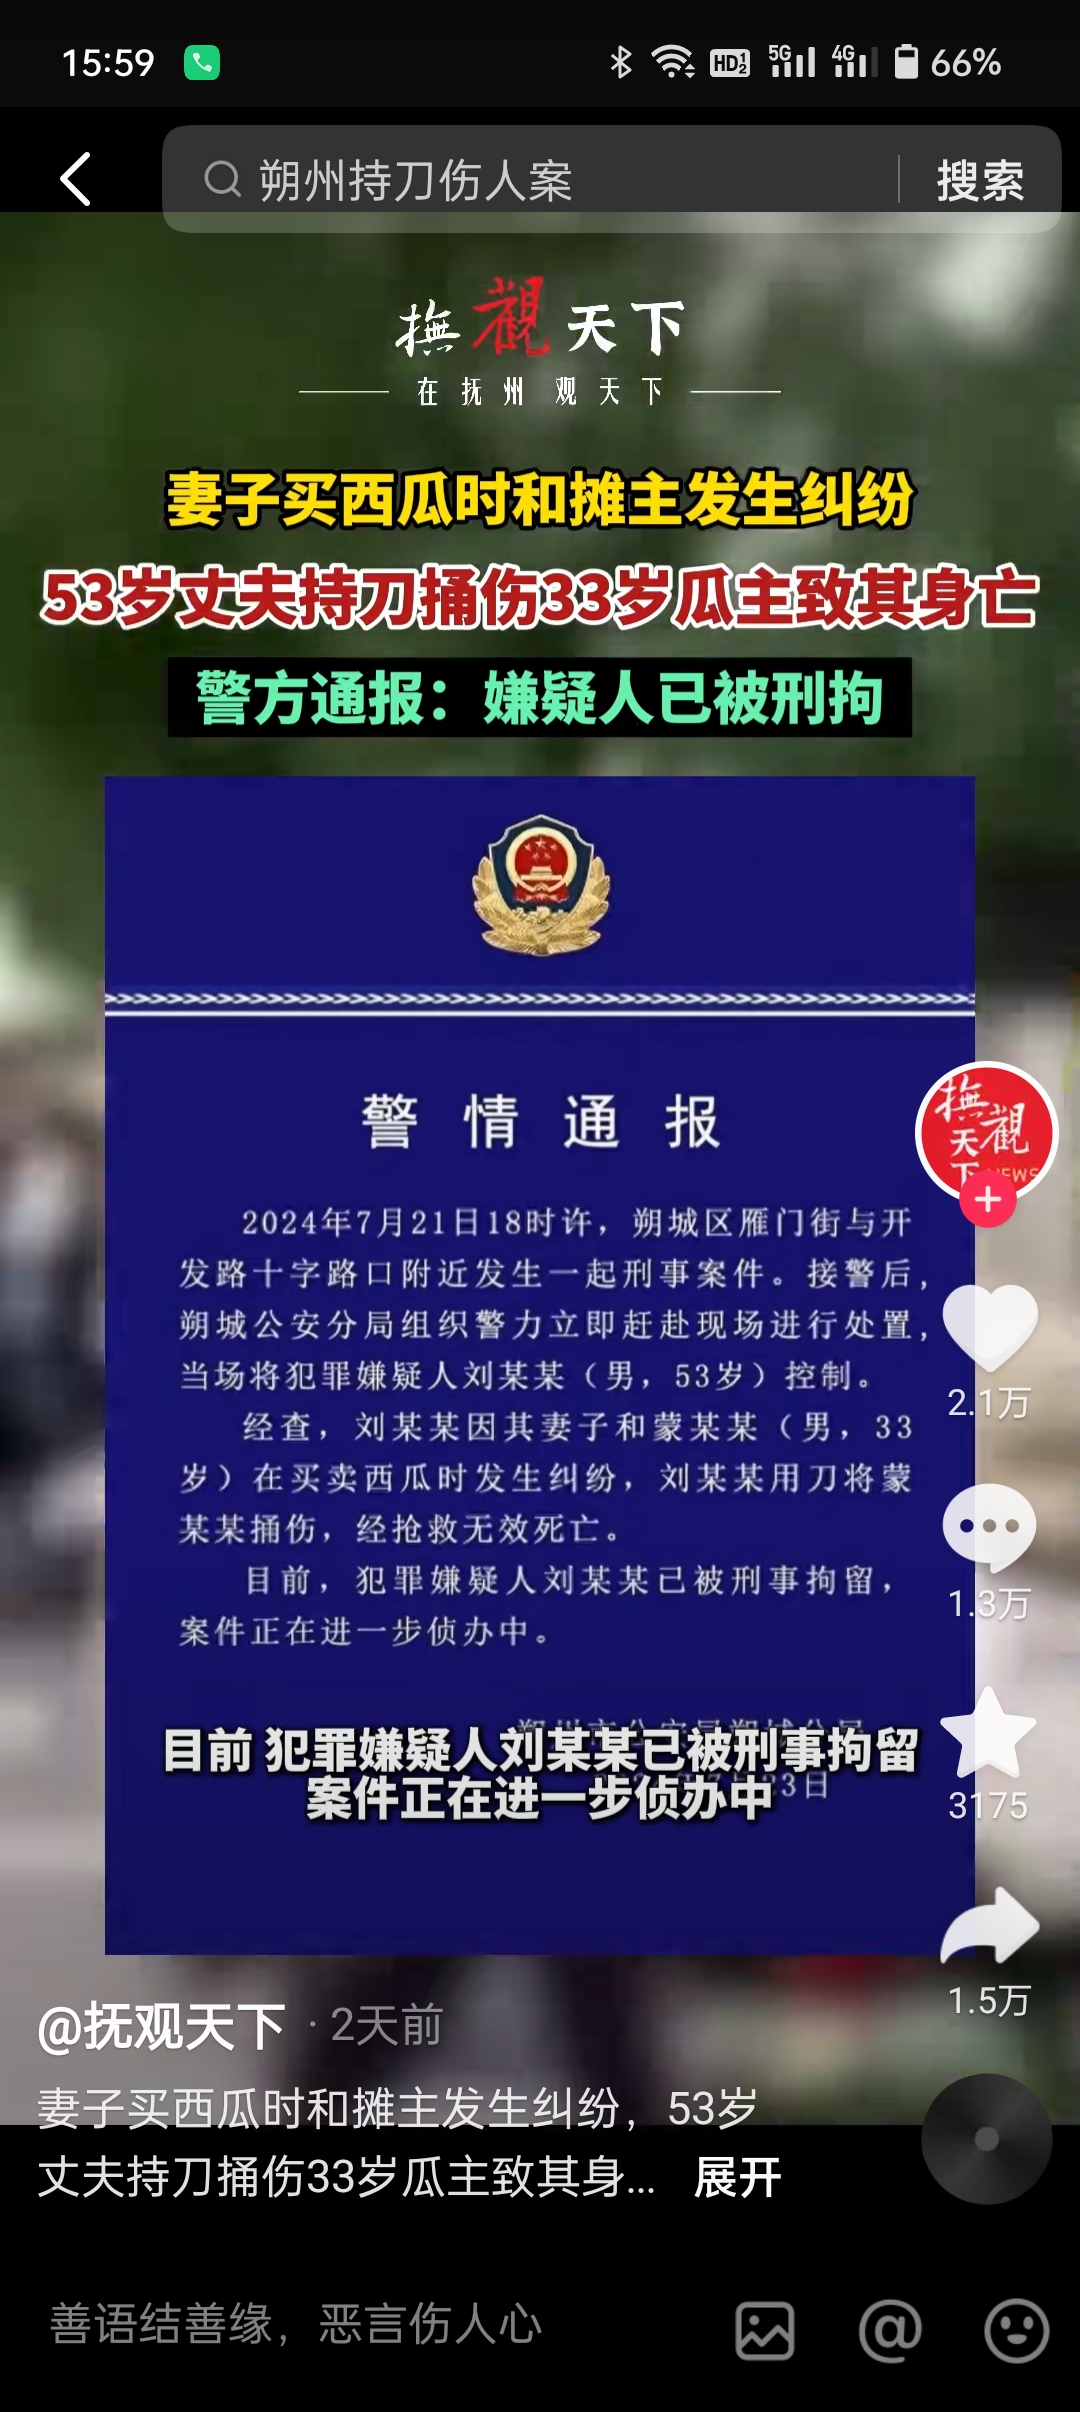 15:59
HD 1 2 5G 4G 66%
朔州持刀伤人案 搜索
撫觀天下
在抚州 观天下
妻子买西瓜时和摊主发生纠纷
53岁丈夫持刀捅伤33岁瓜主致其身亡
警方通报：嫌疑人已被刑拘
警情通报
2024年7月21日18时许，朔城区雁门街与开
发路十字路口附近发生一起刑事案件。接警后，
朔城公安分局组织警力立即赶赴现场进行处置，
当场将犯罪嫌疑人刘某某（男，53岁）控制。
经查，刘某某因其妻子和蒙某某（男，33
岁）在买卖西瓜时发生纠纷，刘某某用刀将蒙
某某捅伤，经抢救无效死亡。
目前，犯罪嫌疑人刘某某已被刑事拘留，
案件正在进一步侦办中。
目前 犯罪嫌疑人刘某某已被刑事拘留
案件正在进一步侦办中
23日
撫觀
天下
NEWS
2.1万
1.3万
3175
1.5万
@抚观天下 · 2天前
妻子买西瓜时和摊主发生纠纷，53岁
丈夫持刀捅伤33岁瓜主致其身... 展开
善语结善缘，恶言伤人心